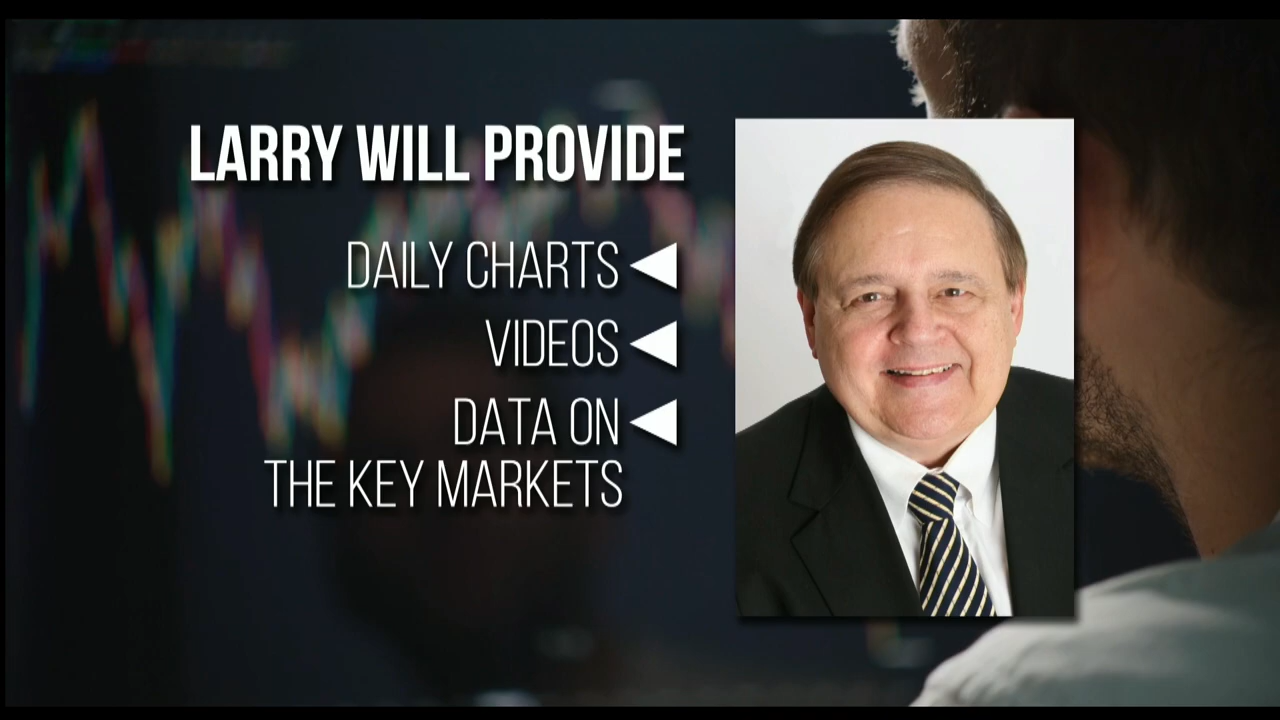 LARRY WILL PROVIDE
DAILY CHARTS
VIDEOS
DATA ON
THE KEY MARKETS